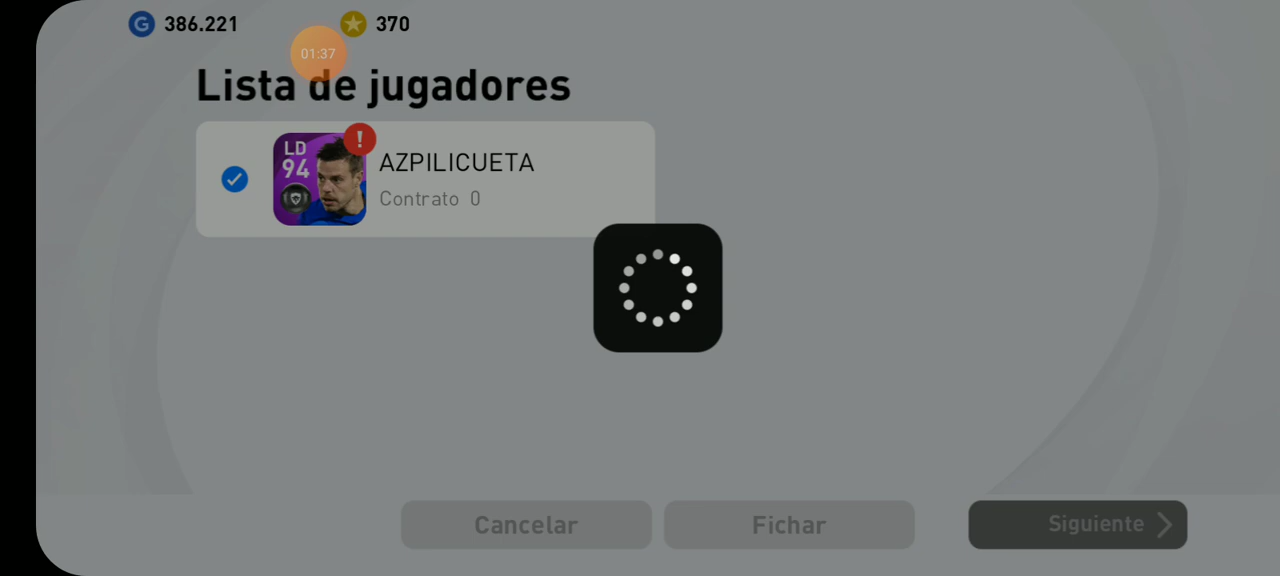 G 386.221 370
01:37
Lista de jugadores
LD
94
!
AZPILICUETA
Contrato 0
Cancelar
Fichar
Siguiente